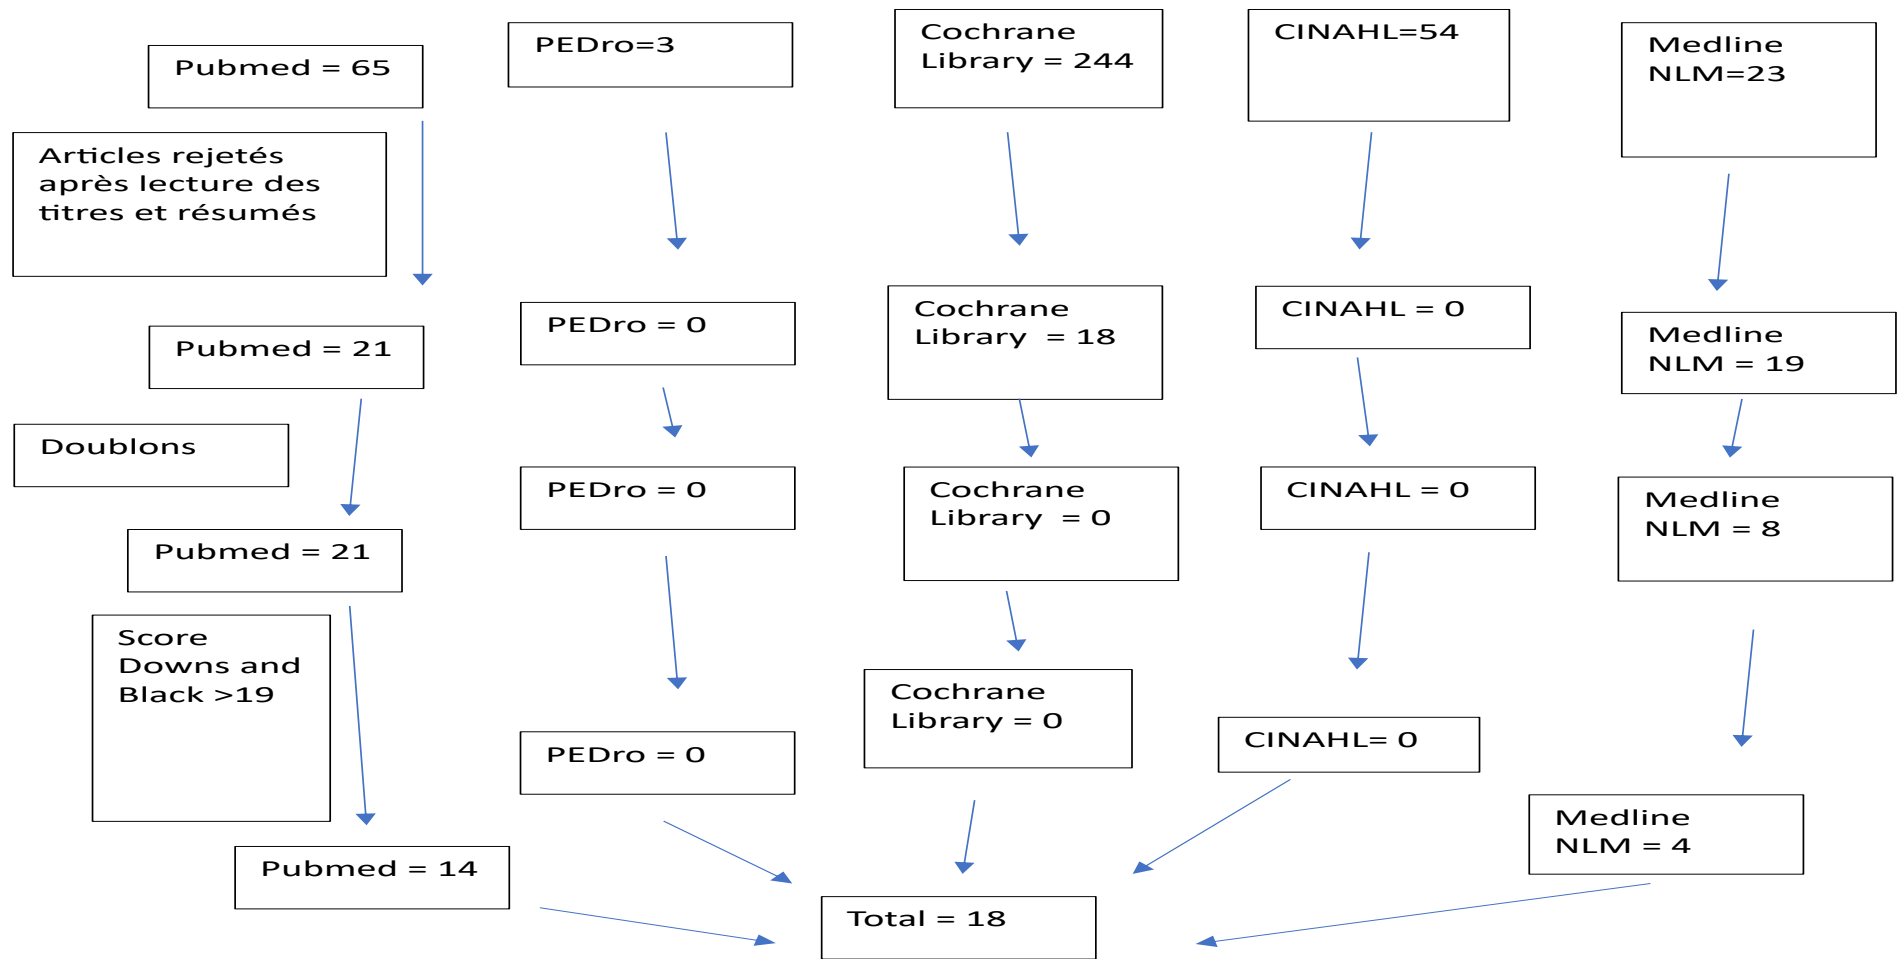 Pubmed = 65
PEDro=3
Cochrane
Library = 244
CINAHL=54
Medline
NLM=23
Articles rejetés
après lecture des
titres et résumés
Pubmed = 21
PEDro = 0
Cochrane
Library  = 18
CINAHL = 0
Medline
NLM = 19
Doublons
Pubmed = 21
PEDro = 0
Cochrane
Library  = 0
CINAHL = 0
Medline
NLM = 8
Score
Downs and
Black >19
Pubmed = 14
PEDro = 0
Cochrane
Library = 0
CINAHL= 0
Medline
NLM = 4
Total = 18